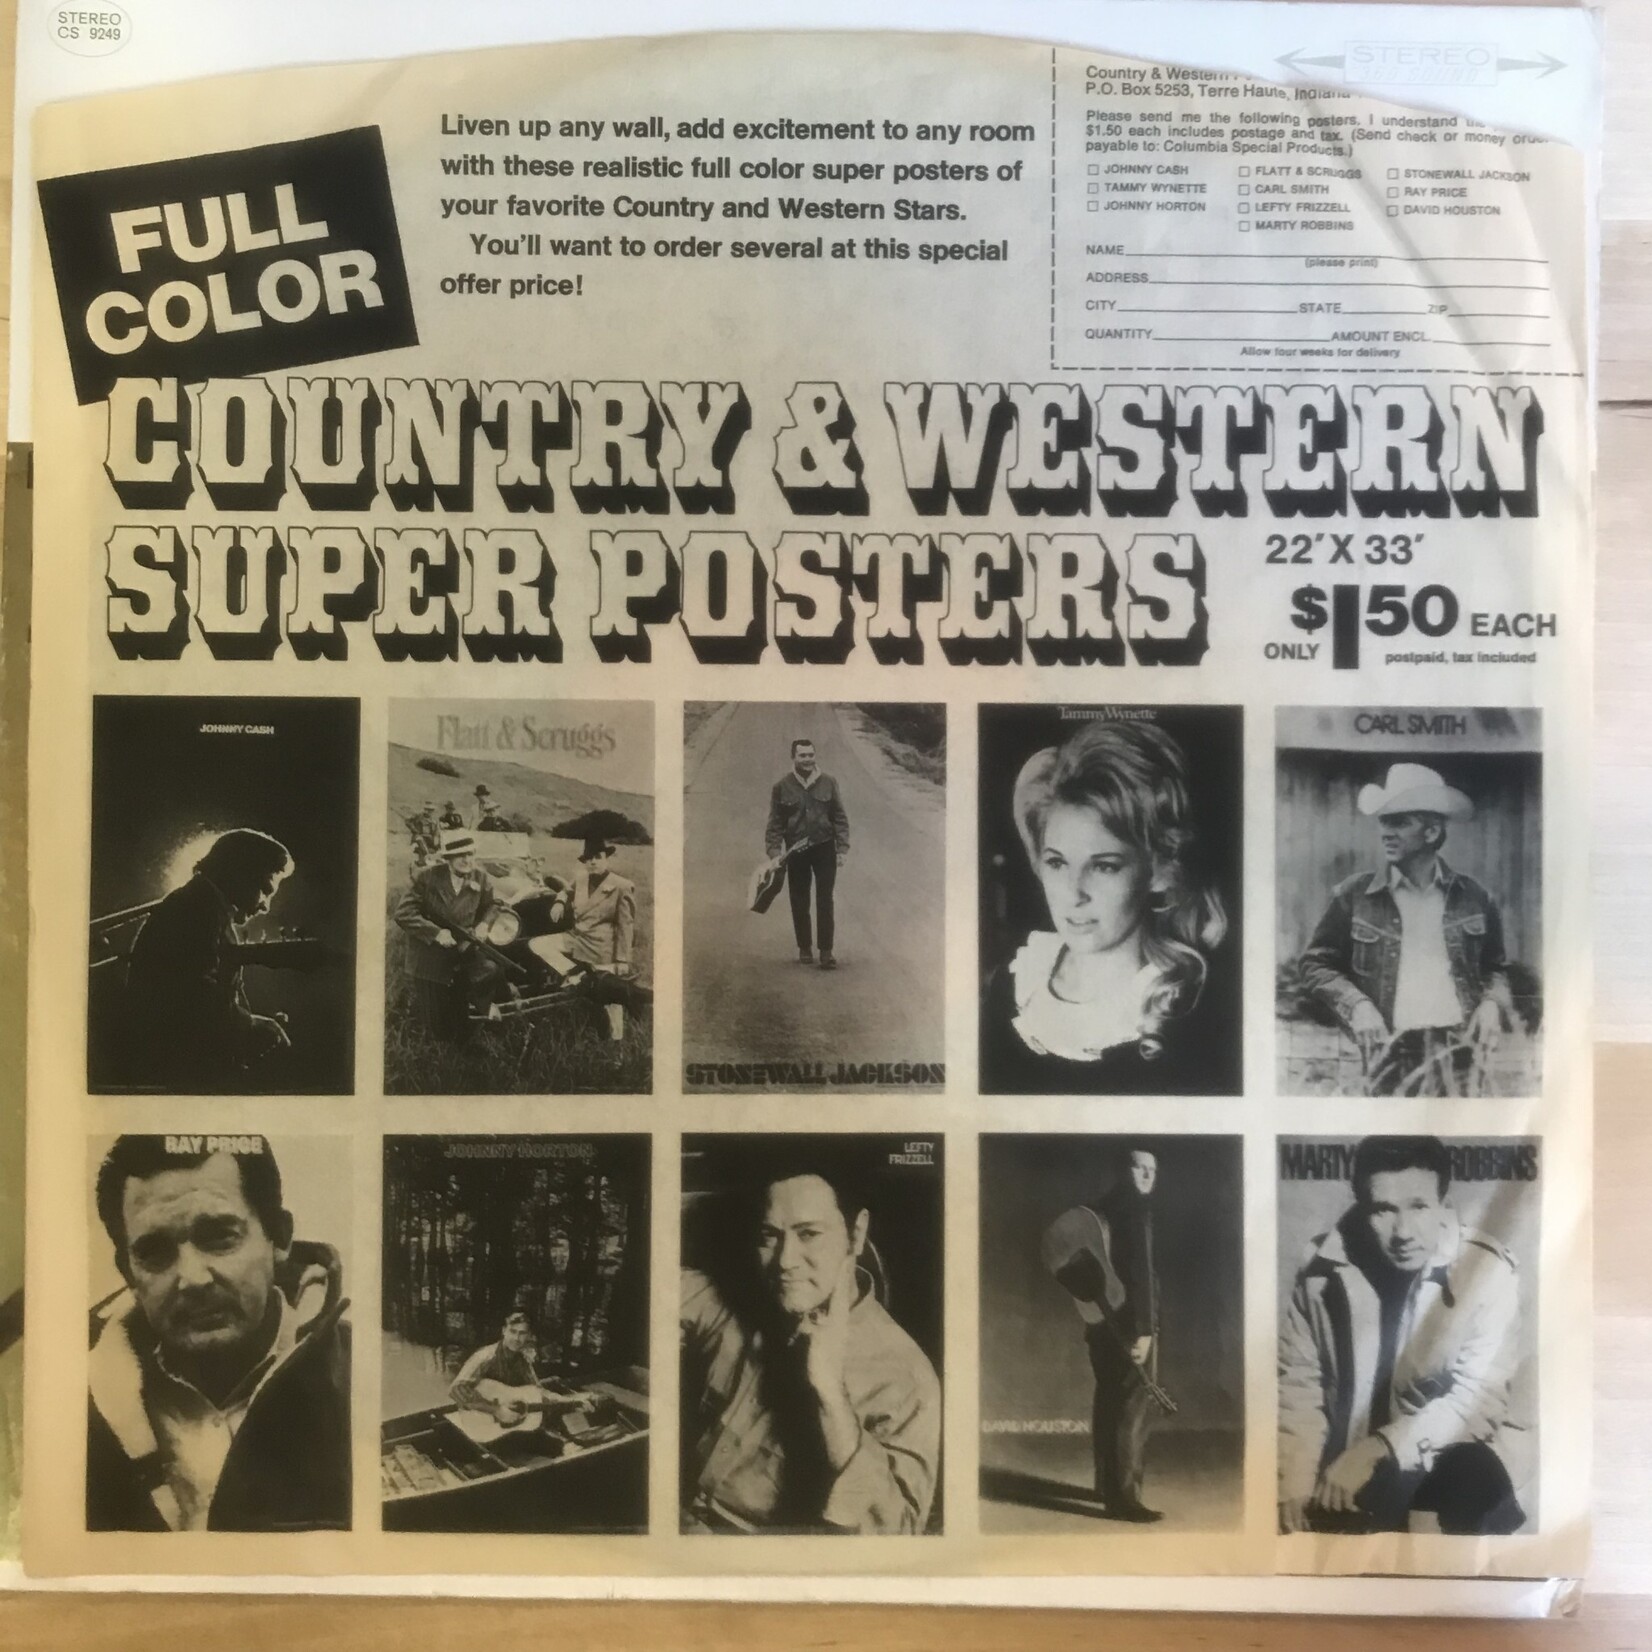 STEREO
CS 9249
STEREO
360 SOUND
FULL
COLOR
Liven up any wall, add excitement to any room
with these realistic full color super posters of
your favorite Country and Western Stars.
You'll want to order several at this special
offer price!
Country & Western
P.O. Box 5253, Terre Haute, Indiana
Please send me the following posters. I understand
$1.50 each includes postage and tax. (Send check or money order
payable to: Columbia Special Products.)
☐ JOHNNY CASH ☐ FLATT & SCRUGGS ☐ STONEWALL JACKSON
☐ TAMMY WYNETTE ☐ CARL SMITH ☐ RAY PRICE
☐ JOHNNY HORTON ☐ LEFTY FRIZZELL ☐ DAVID HOUSTON
☐ MARTY ROBBINS
NAME
(please print)
ADDRESS
CITY STATE ZIP
QUANTITY AMOUNT ENCL.
Allow four weeks for delivery
COUNTRY & WESTERN
SUPER POSTERS
22′ X 33′
ONLY $1.50 EACH
postpaid, tax included
JOHNNY CASH
Flatt & Scruggs
STONEWALL JACKSON
Tammy Wynette
CARL SMITH
RAY PRICE
JOHNNY HORTON
LEFTY
FRIZZELL
DAVID HOUSTON
MARTY ROBBINS